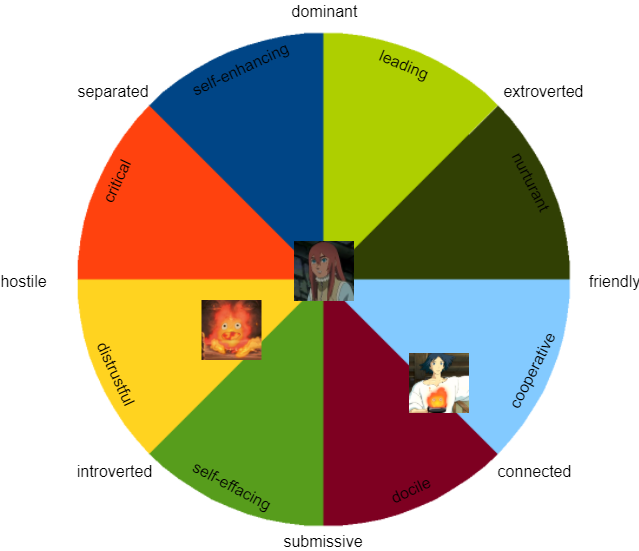 dominant
self-enhancing
leading
separated
extroverted
critical
nurturant
hostile
friendly
distrustful
cooperative
introverted
connected
self-effacing
docile
submissive